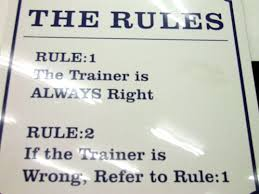 THE RULES
RULE:1
The Trainer is
ALWAYS Right
RULE:2
If the Trainer is
Wrong, Refer to Rule:1